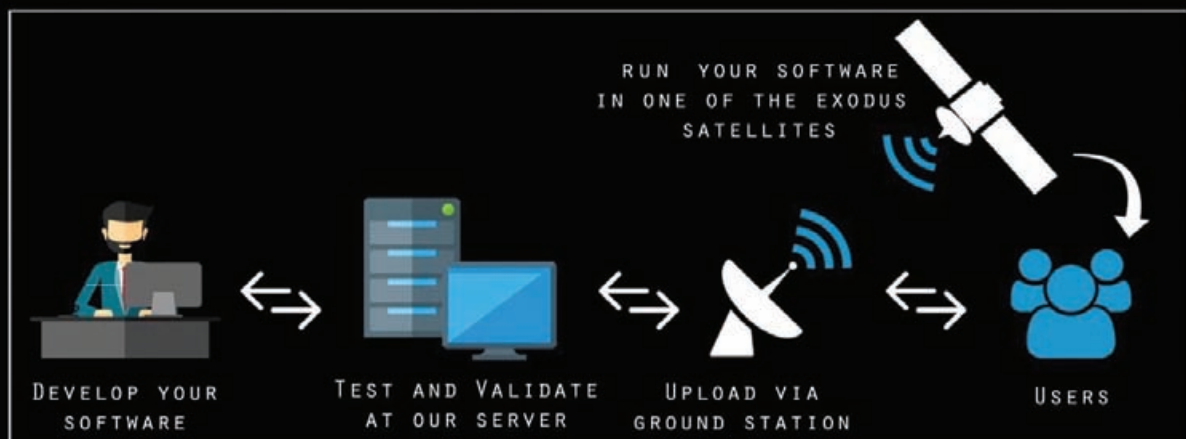 RUN YOUR SOFTWARE
IN ONE OF THE EXODUS
SATELLITES
DEVELOP YOUR
SOFTWARE
TEST AND VALIDATE
AT OUR SERVER
UPLOAD VIA
GROUND STATION
USERS